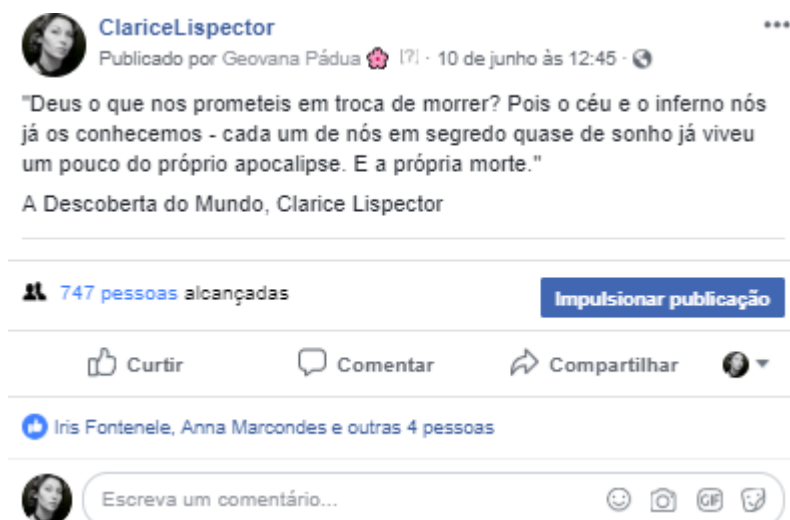 ClariceLispector
Publicado por Geovana Pádua 🌸 [?] · 10 de junho às 12:45 ·
"Deus o que nos prometeis em troca de morrer? Pois o céu e o inferno nós
já os conhecemos - cada um de nós em segredo quase de sonho já viveu
um pouco do próprio apocalipse. E a própria morte."
A Descoberta do Mundo, Clarice Lispector
747 pessoas alcançadas
Impulsionar publicação
Curtir Comentar Compartilhar
Iris Fontenele, Anna Marcondes e outras 4 pessoas
Escreva um comentário...
GIF